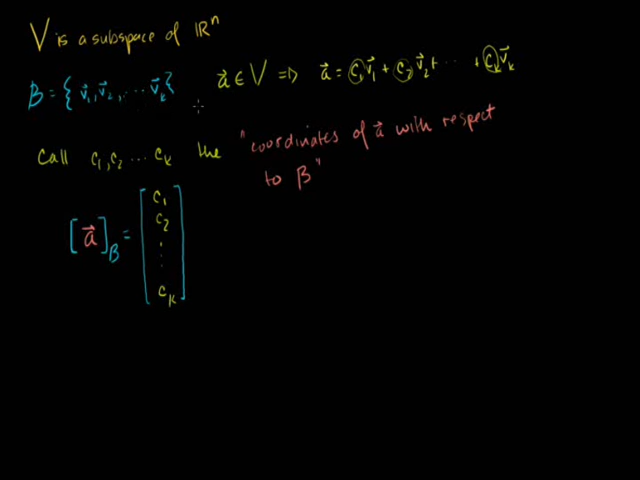 V is a subspace of ℝⁿ
B = { v⃗₁, v⃗₂, ... v⃗ₖ }
a⃗ ∈ V ⇒ a⃗ = c₁v⃗₁ + c₂v⃗₂ + ... + cₖv⃗ₖ
Call c₁, c₂ ... cₖ the "coordinates of a⃗ with respect
to B"
[a⃗]_B = [c₁
c₂
⋮
cₖ]